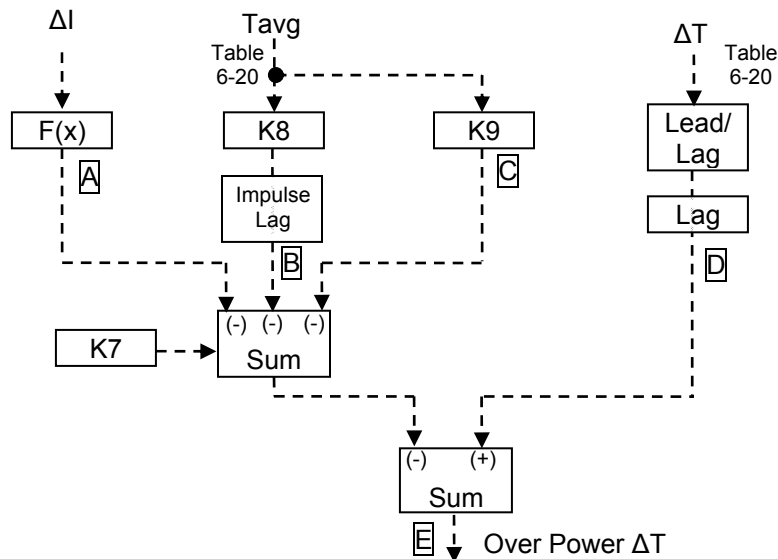 ΔI
Tavg
Table
6-20
ΔT
Table
6-20
F(x)
K8
K9
Lead/
Lag
A
Impulse
Lag
C
Lag
B
D
(-) (-) (-)
K7
Sum
(-) (+)
Sum
E
Over Power ΔT